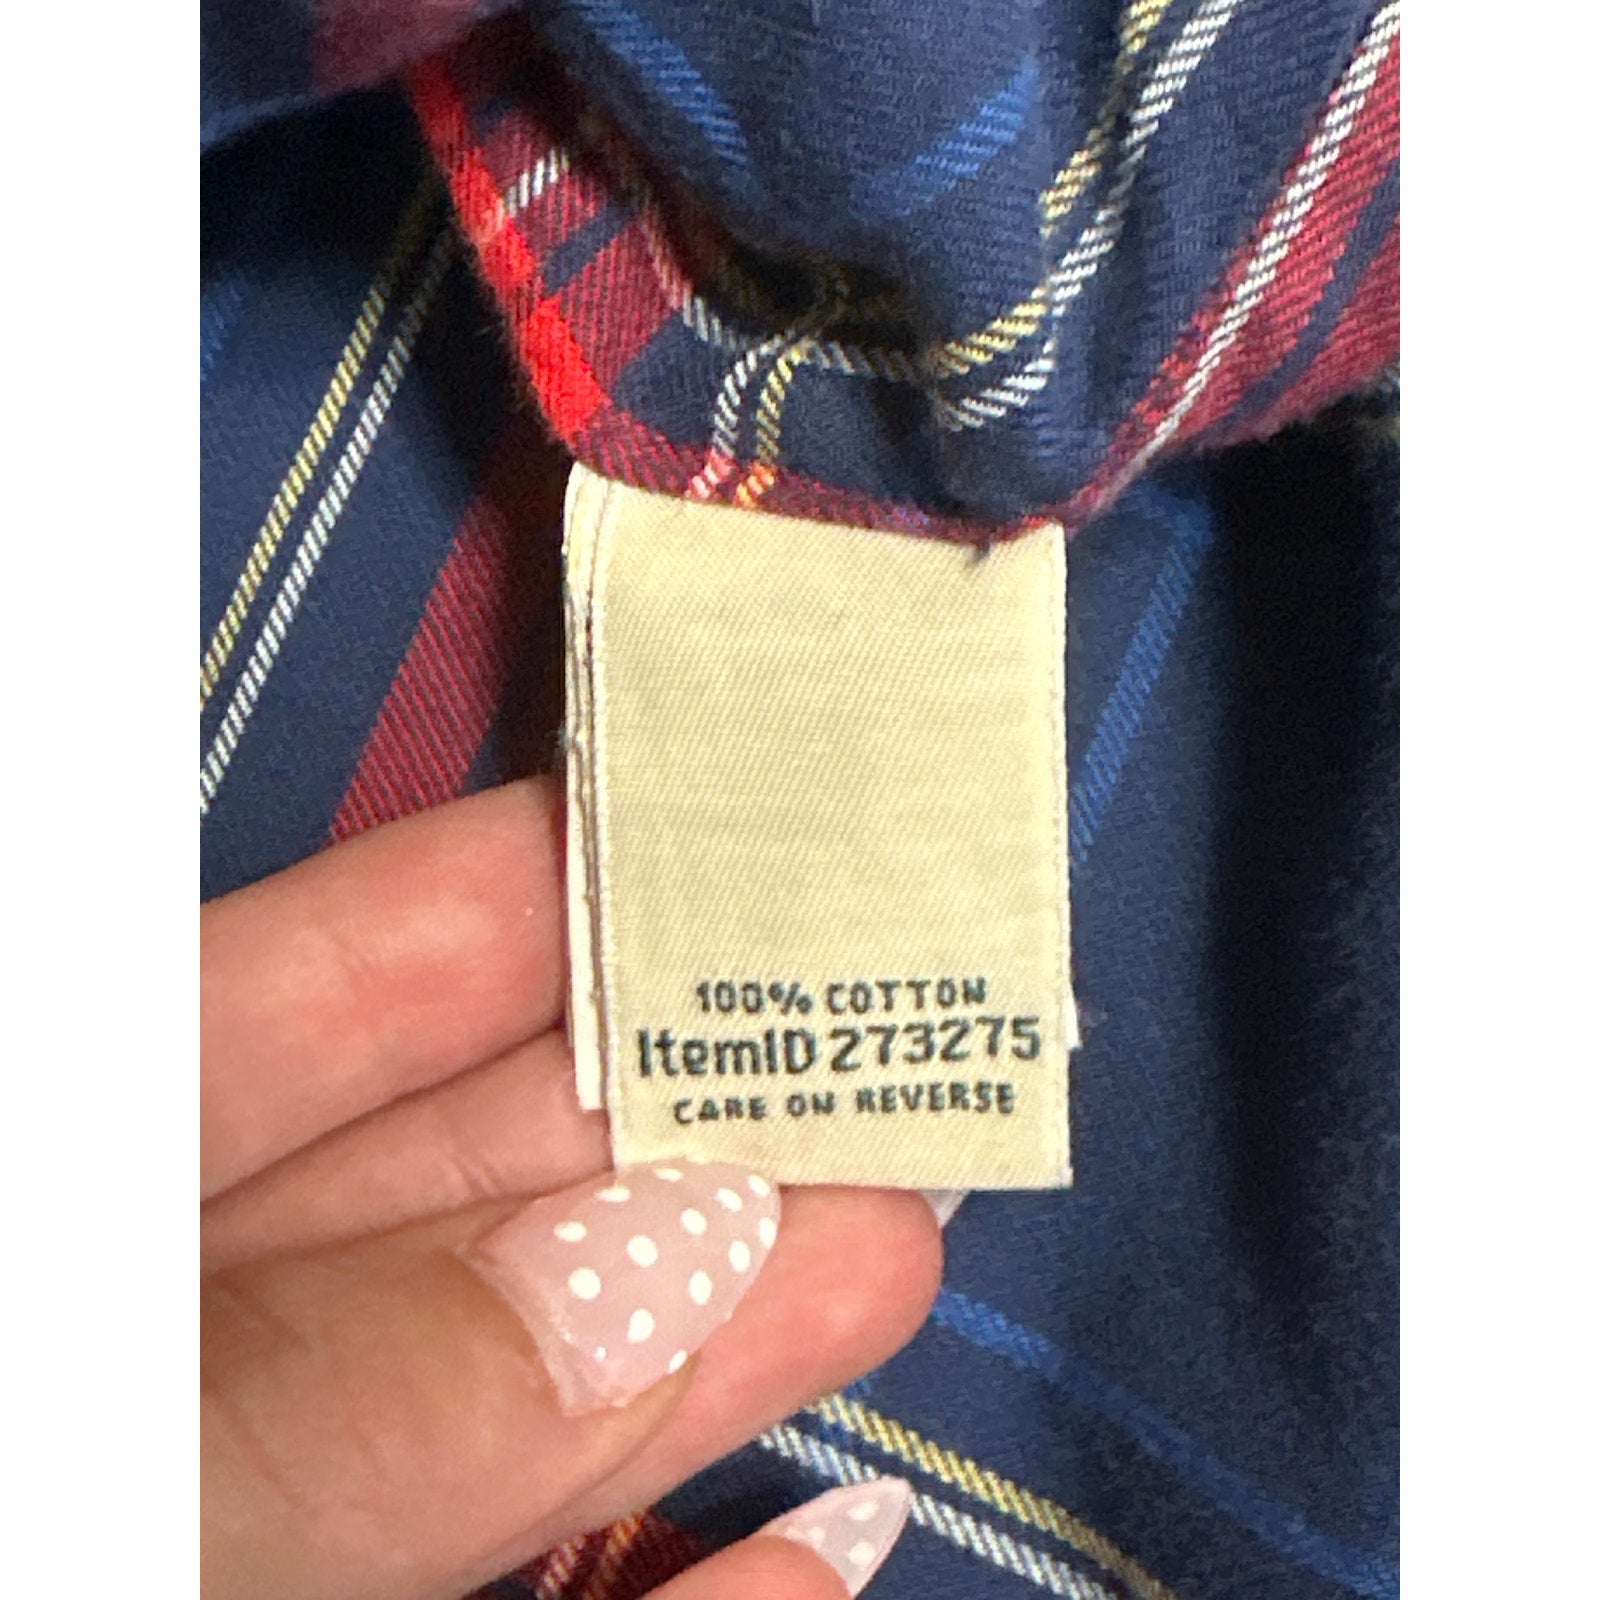 100% COTTON
ItemID 273275
CARE ON REVERSE